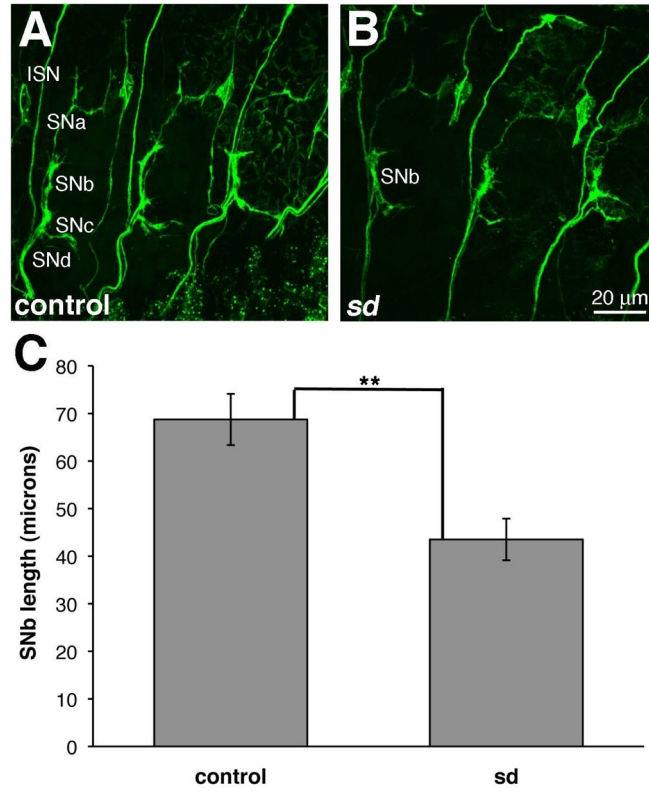 A
ISN
SNa
SNb
SNc
SNd
control
B
SNb
sd
20 µm
C
80
70
60
50
40
30
20
10
0
SNb length (microns)
**
control
sd